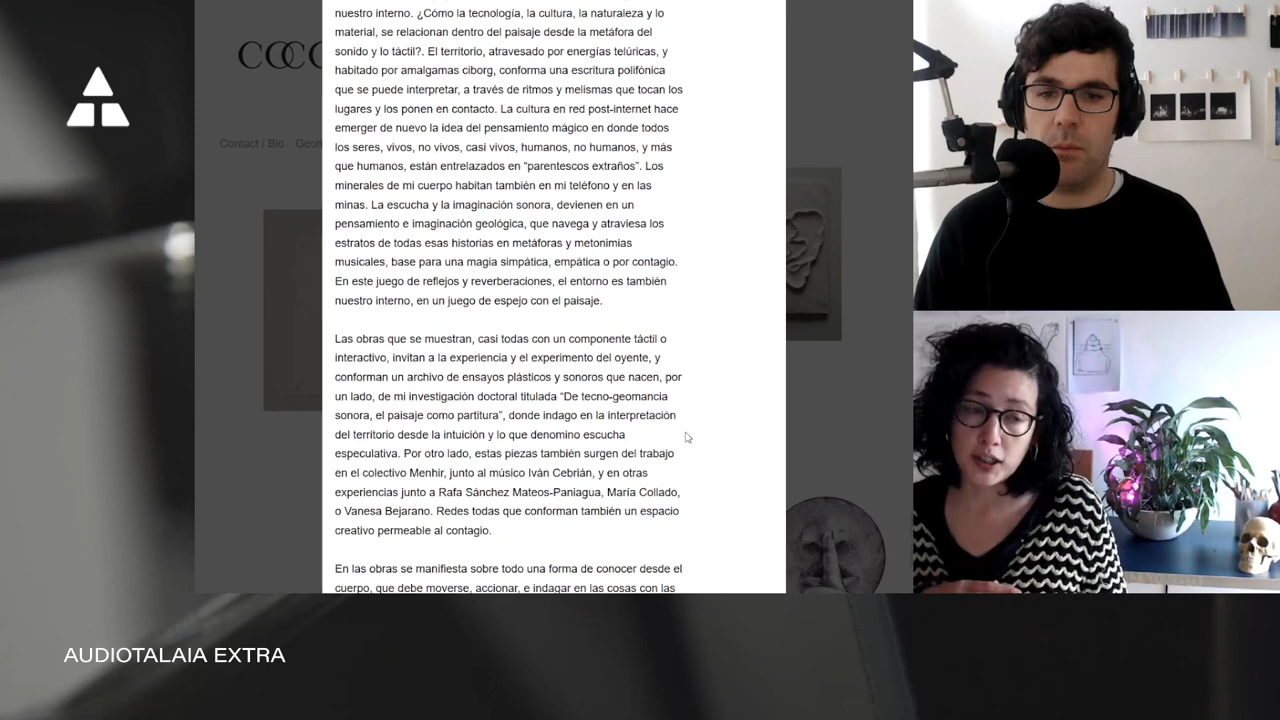 COC
Contact / Bio Geon
nuestro interno. ¿Cómo la tecnología, la cultura, la naturaleza y lo
material, se relacionan dentro del paisaje desde la metáfora del
sonido y lo táctil?. El territorio, atravesado por energías telúricas, y
habitado por amalgamas ciborg, conforma una escritura polifónica
que se puede interpretar, a través de ritmos y melismas que tocan los
lugares y los ponen en contacto. La cultura en red post-internet hace
emerger de nuevo la idea del pensamiento mágico en donde todos
los seres, vivos, no vivos, casi vivos, humanos, no humanos, y más
que humanos, están entrelazados en “parentescos extraños”. Los
minerales de mi cuerpo habitan también en mi teléfono y en las
minas. La escucha y la imaginación sonora, devienen en un
pensamiento e imaginación geológica, que navega y atraviesa los
estratos de todas esas historias en metáforas y metonimias
musicales, base para una magia simpática, empática o por contagio.
En este juego de reflejos y reverberaciones, el entorno es también
nuestro interno, en un juego de espejo con el paisaje.
Las obras que se muestran, casi todas con un componente táctil o
interactivo, invitan a la experiencia y el experimento del oyente, y
conforman un archivo de ensayos plásticos y sonoros que nacen, por
un lado, de mi investigación doctoral titulada “De tecno-geomancia
sonora, el paisaje como partitura”, donde indago en la interpretación
del territorio desde la intuición y lo que denomino escucha
especulativa. Por otro lado, estas piezas también surgen del trabajo
en el colectivo Menhir, junto al músico Iván Cebrián, y en otras
experiencias junto a Rafa Sánchez Mateos-Paniagua, María Collado,
o Vanesa Bejarano. Redes todas que conforman también un espacio
creativo permeable al contagio.
En las obras se manifiesta sobre todo una forma de conocer desde el
cuerpo, que debe moverse, accionar, e indagar en las cosas con las
AUDIOTALAIA EXTRA